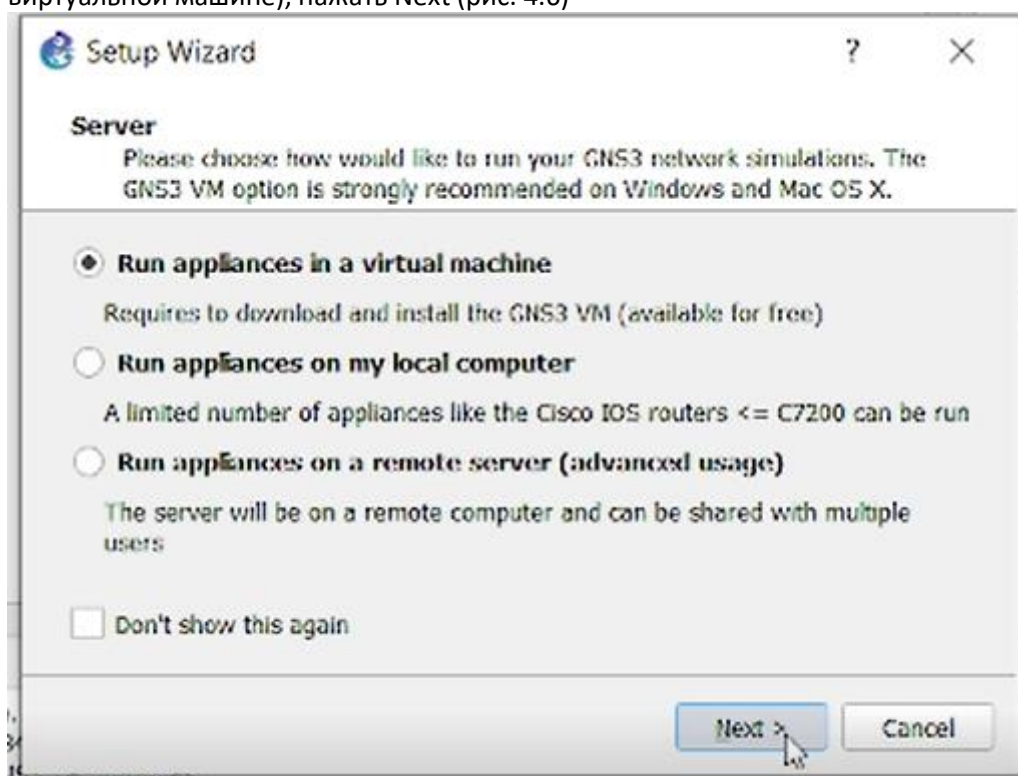 виртуальной машине), нажать Next (рис. 4.6)
Setup Wizard
Server
Please choose how would like to run your GNS3 network simulations. The
GNS3 VM option is strongly recommended on Windows and Mac OS X.
Run appliances in a virtual machine
Requires to download and install the GNS3 VM (available for free)
Run appliances on my local computer
A limited number of appliances like the Cisco IOS routers <= C7200 can be run
Run appliances on a remote server (advanced usage)
The server will be on a remote computer and can be shared with multiple
users
Don't show this again
Next >
Cancel